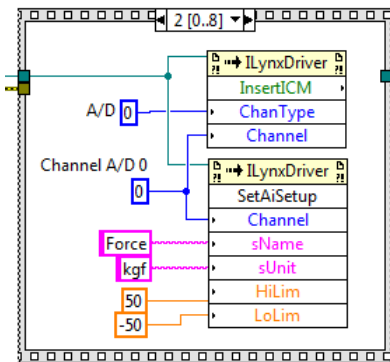 2 [0..8]
ILynxDriver
InsertICM
A/D 0
ChanType
Channel
Channel A/D 0
0
ILynxDriver
SetAiSetup
Channel
Force
sName
kgf
sUnit
50
HiLim
-50
LoLim